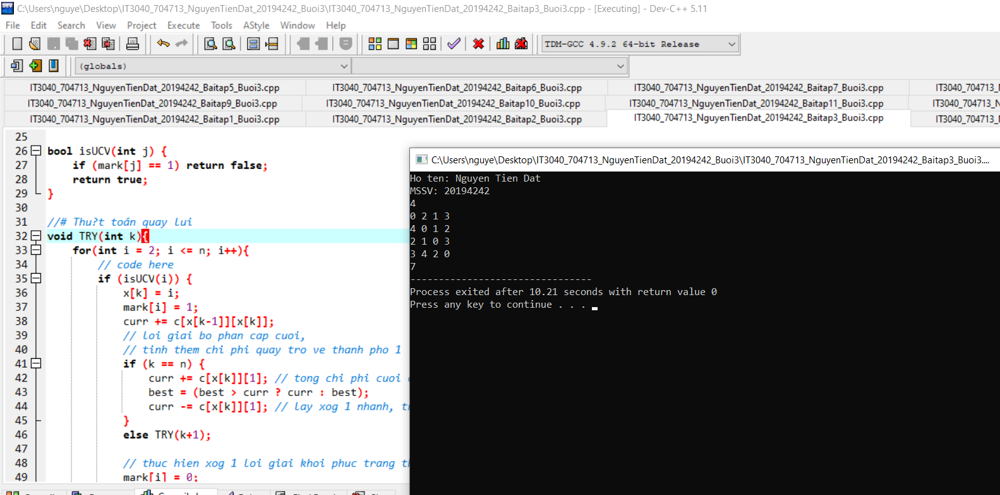 C:\Users\nguye\Desktop\IT3040_704713_NguyenTienDat_20194242_Buoi3\IT3040_704713_NguyenTienDat_20194242_Baitap3_Buoi3.cpp - [Executing] - Dev-C++ 5.11
File Edit Search View Project Execute Tools AStyle Window Help
TDM-GCC 4.9.2 64-bit Release
(globals)
IT3040_704713_NguyenTienDat_20194242_Baitap5_Buoi3.cpp IT3040_704713_NguyenTienDat_20194242_Baitap6_Buoi3.cpp IT3040_704713_NguyenTienDat_20194242_Baitap7_Buoi3.cpp IT3040_704713_
IT3040_704713_NguyenTienDat_20194242_Baitap9_Buoi3.cpp IT3040_704713_NguyenTienDat_20194242_Baitap10_Buoi3.cpp IT3040_704713_NguyenTienDat_20194242_Baitap11_Buoi3.cpp IT3040_704713_N
IT3040_704713_NguyenTienDat_20194242_Baitap1_Buoi3.cpp IT3040_704713_NguyenTienDat_20194242_Baitap2_Buoi3.cpp IT3040_704713_NguyenTienDat_20194242_Baitap3_Buoi3.cpp IT3040_704713_
25
26 bool isUCV(int j) {
27 if (mark[j] == 1) return false;
28 return true;
29 }
30
31 //# Thu?t toán quay lui
32 void TRY(int k){
33 for(int i = 2; i <= n; i++){
34 // code here
35 if (isUCV(i)) {
36 x[k] = i;
37 mark[i] = 1;
38 curr += c[x[k-1]][x[k]];
39 // loi giai bo phan cap cuoi,
40 // tinh them chi phi quay tro ve thanh pho 1
41 if (k == n) {
42 curr += c[x[k]][1]; // tong chi phi cuoi
43 best = (best > curr ? curr : best);
44 curr -= c[x[k]][1]; // lay xog 1 nhanh,
45 }
46 else TRY(k+1);
47
48 // thuc hien xog 1 loi giai khoi phuc trang
49 mark[i] = 0;
C:\Users\nguye\Desktop\IT3040_704713_NguyenTienDat_20194242_Buoi3\IT3040_704713_NguyenTienDat_20194242_Baitap3_Buoi3....
Ho ten: Nguyen Tien Dat
MSSV: 20194242
4
0 2 1 3
4 0 1 2
2 1 0 3
3 4 2 0
7
--------------------------------
Process exited after 10.21 seconds with return value 0
Press any key to continue . . .